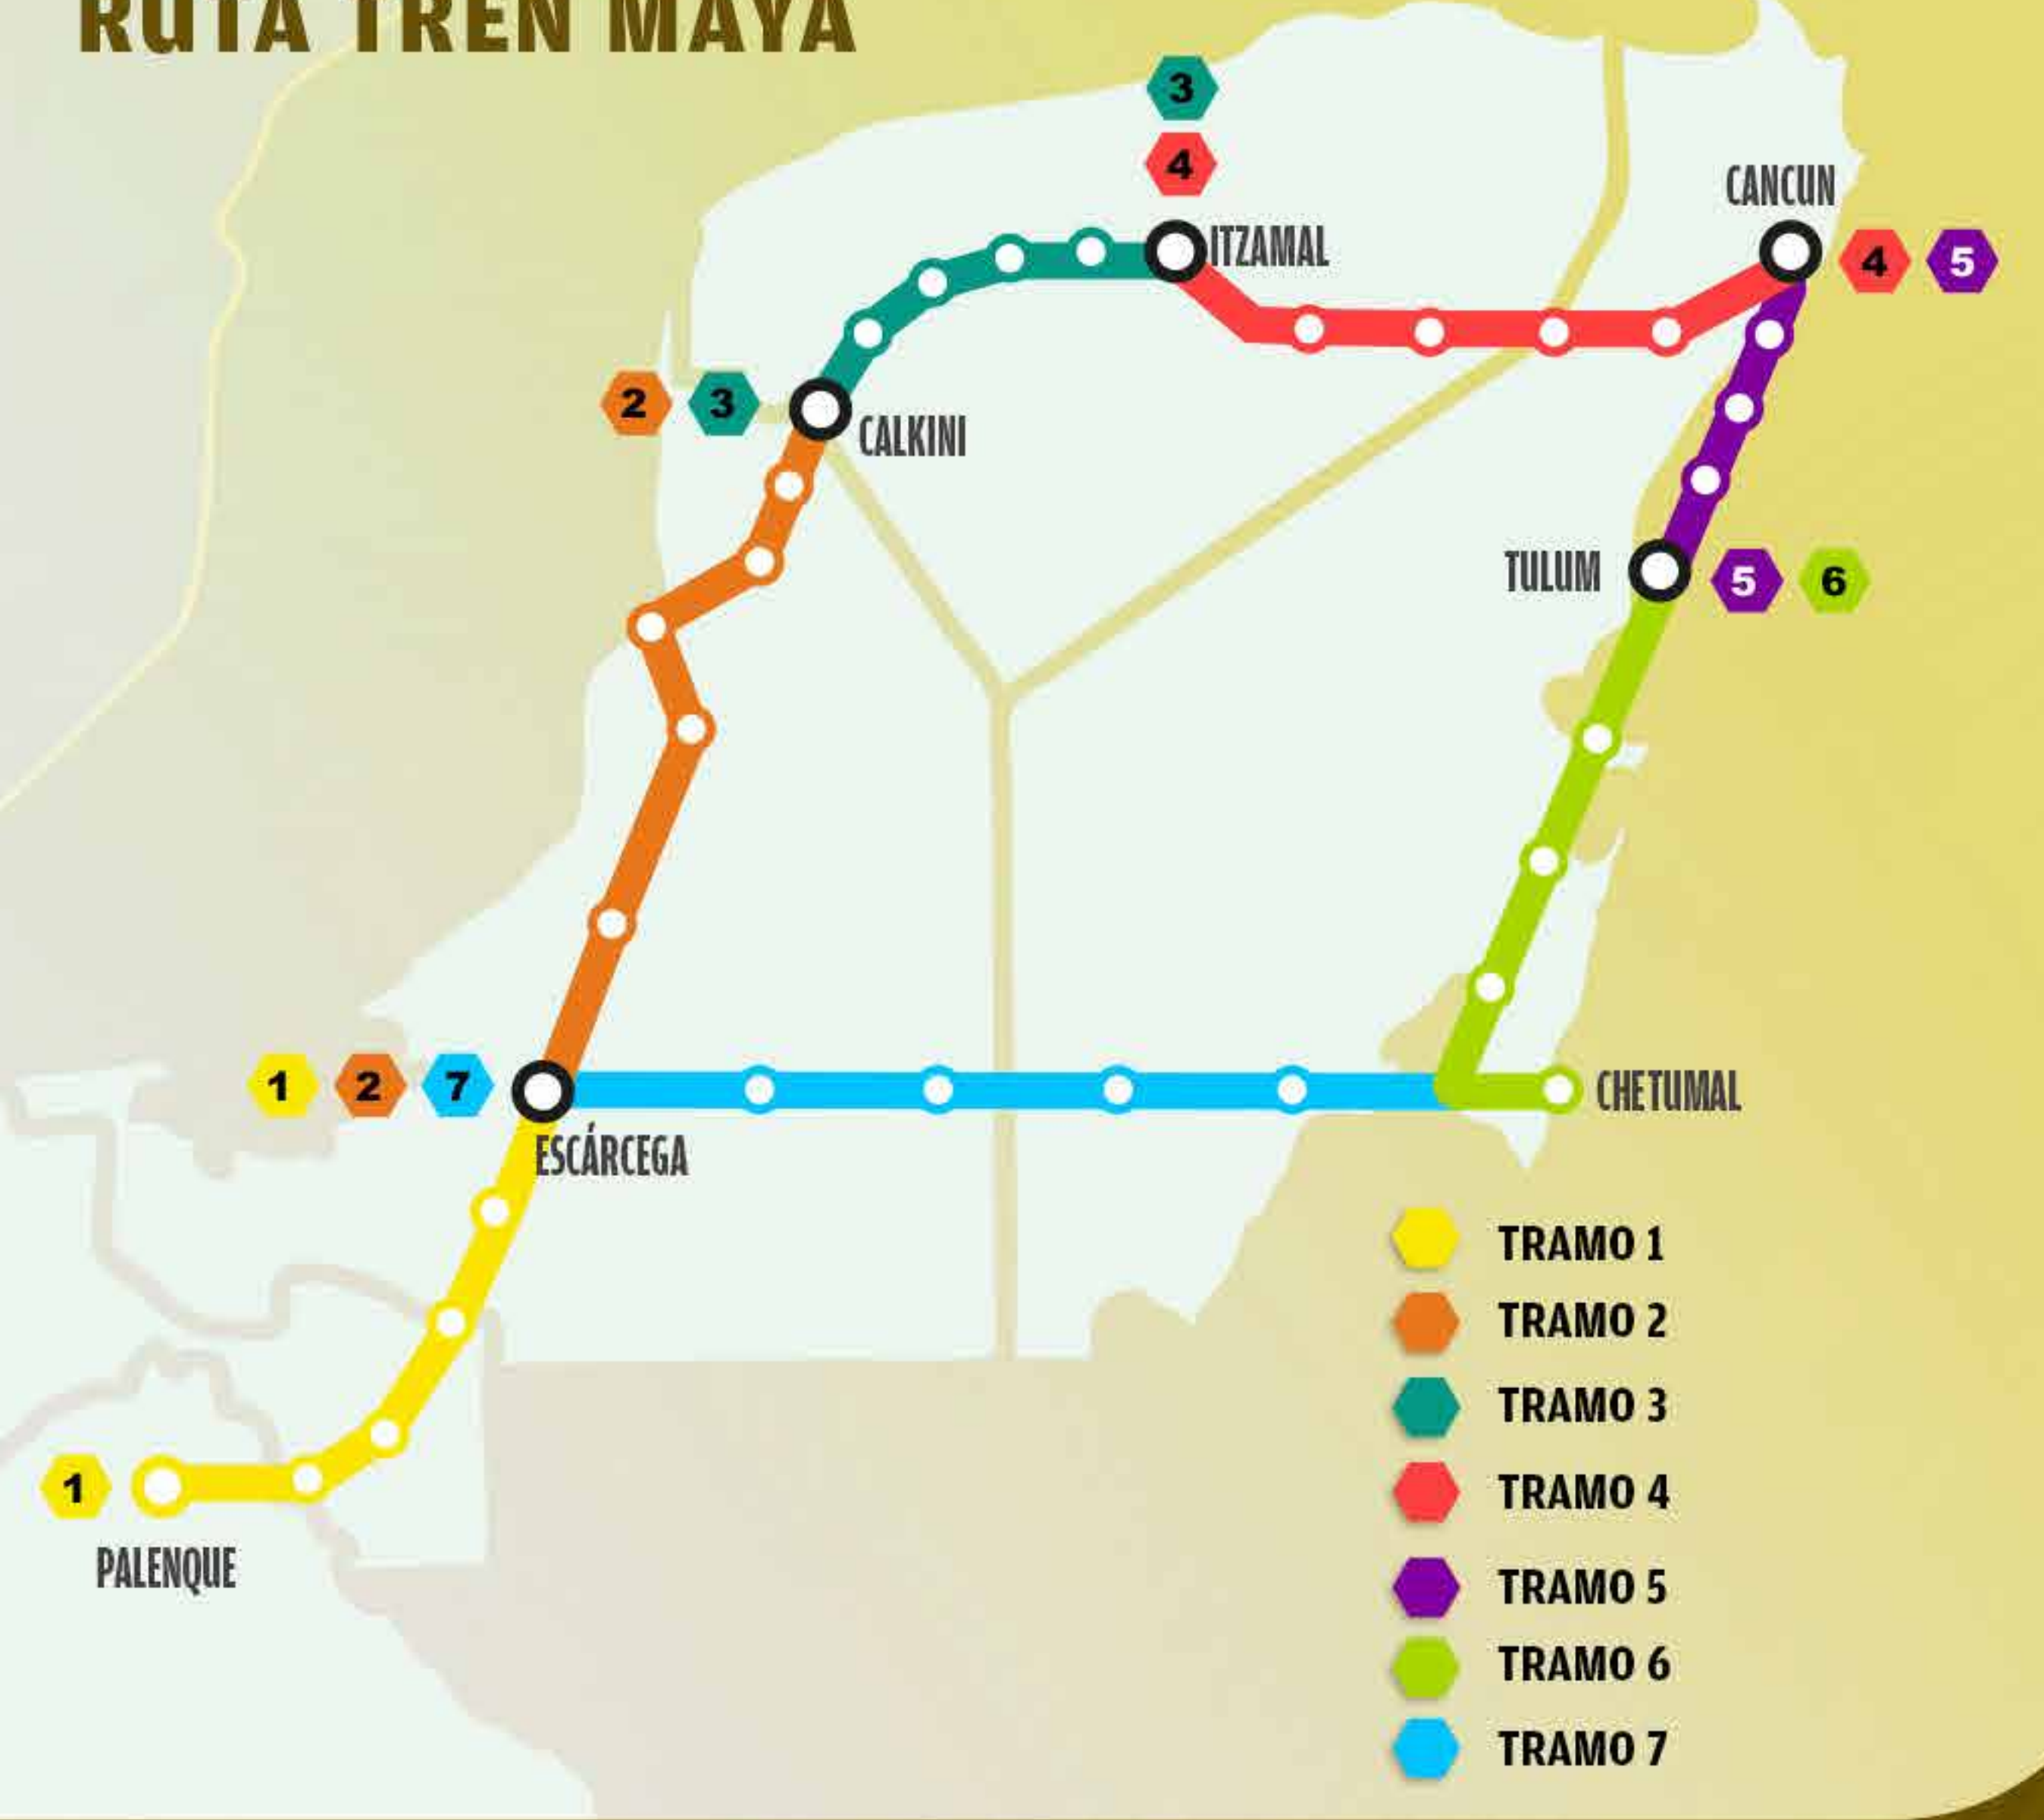 RUTA TREN MAYA
3
4
CANCUN
ITZAMAL
4 5
2 3
CALKINI
TULUM
5 6
1 2 7
CHETUMAL
ESCÁRCEGA
TRAMO 1
TRAMO 2
TRAMO 3
1
TRAMO 4
PALENQUE
TRAMO 5
TRAMO 6
TRAMO 7